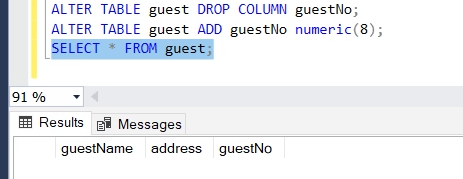 ALTER TABLE guest DROP COLUMN guestNo;
ALTER TABLE guest ADD guestNo numeric(8);
SELECT * FROM guest;
91 %
Results Messages
guestName address guestNo